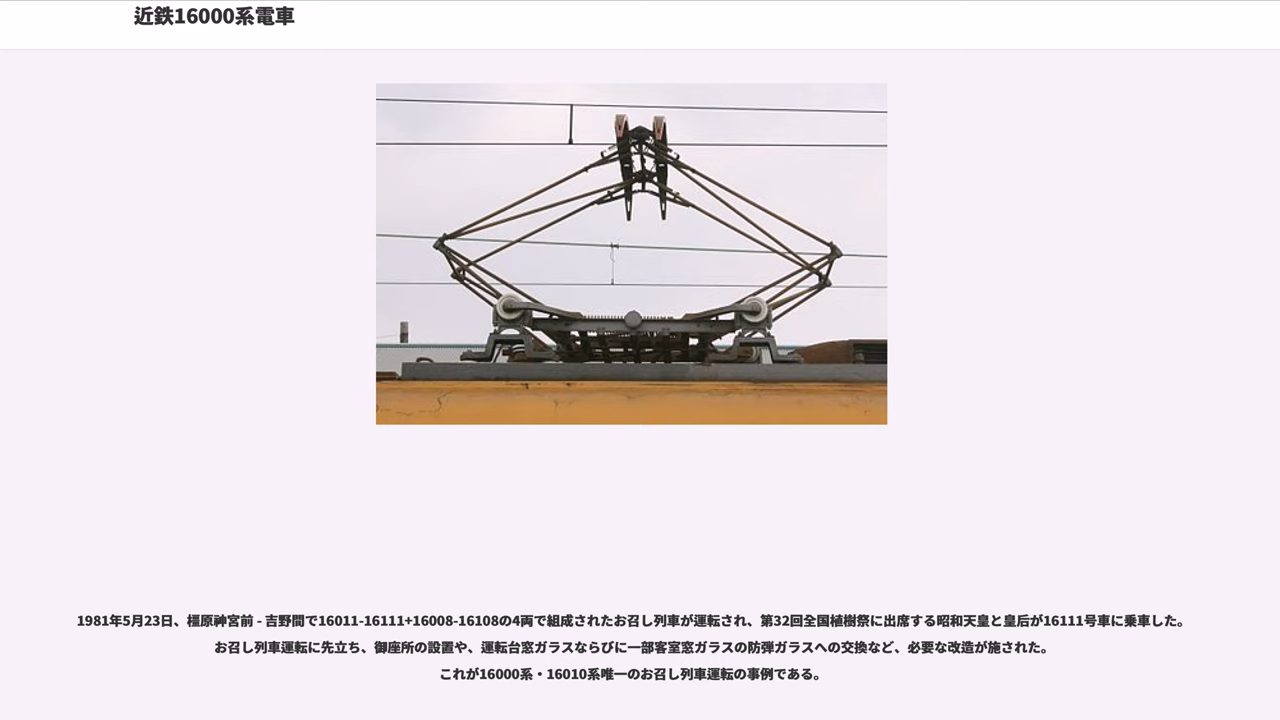 近鉄16000系電車
1981年5月23日、橿原神宮前 - 吉野間で16011-16111+16008-16108の4両で組成されたお召し列車が運転され、第32回全国植樹祭に出席する昭和天皇と皇后が16111号車に乗車した。
お召し列車運転に先立ち、御座所の設置や、運転台窓ガラスならびに一部客室窓ガラスの防弾ガラスへの交換など、必要な改造が施された。
これが16000系・16010系唯一のお召し列車運転の事例である。